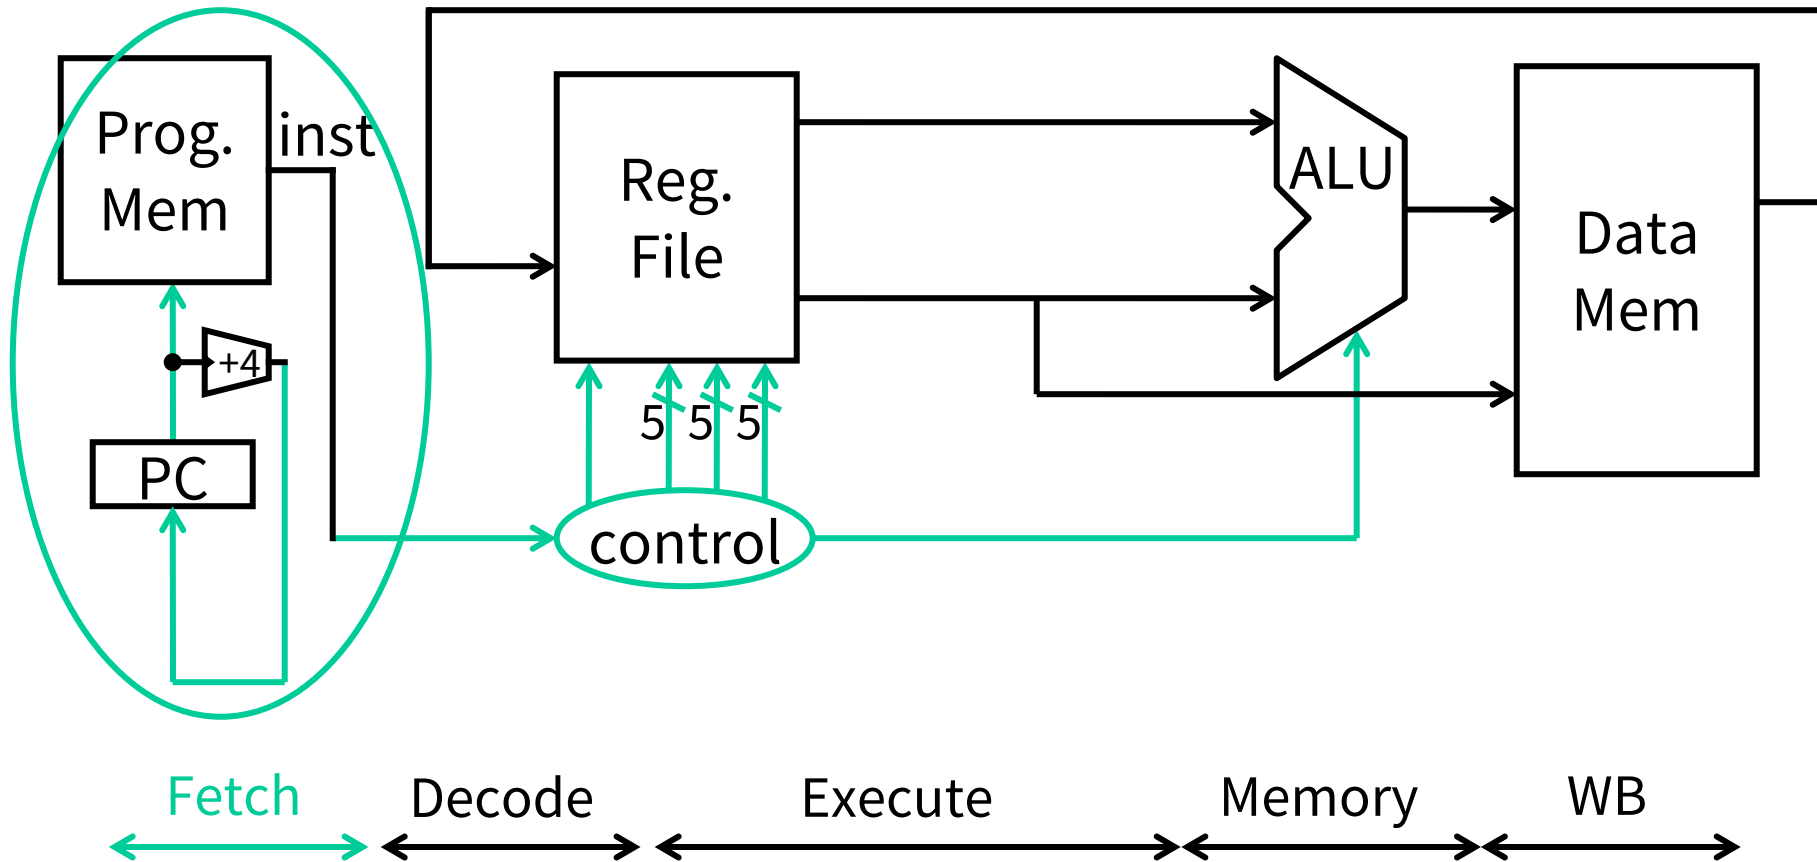 Prog.
Mem
inst
Reg.
File
ALU
Data
Mem
+4
5 5 5
PC
control
Fetch Decode Execute Memory WB